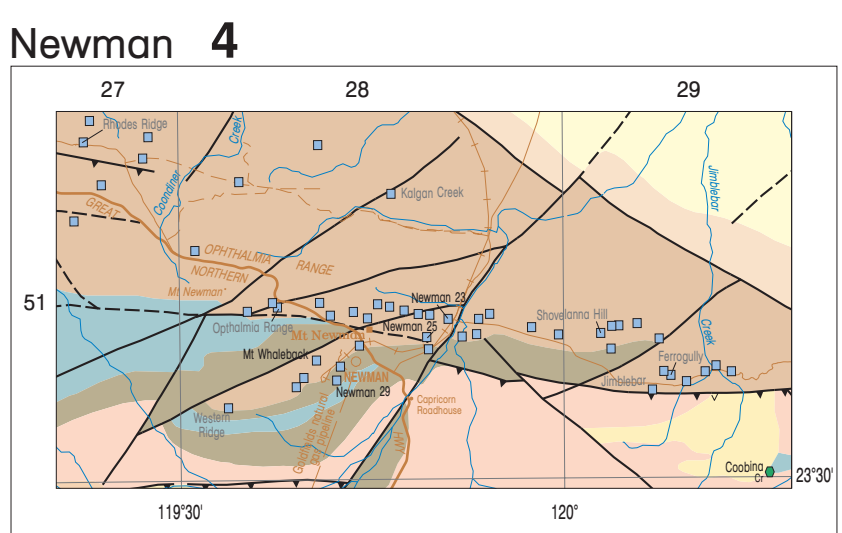 Newman 4
27 28 29
Rhodes Ridge
Creek
Coondiner
Kalgan Creek
Jimblebar
GREAT
OPHTHALMIA
RANGE
NORTHERN
Mt Newman
51
Newman 23
Opthalmia Range
Mt Newman
Newman 25
Shovelanna Hill
Creek
Mt Whaleback
Ferrogully
NEWMAN
Jimblebar
Newman 29
Capricorn
Roadhouse
Western
Ridge
Goldfields natural
gas pipeline
HWY
Coobina
Cr
23°30'
119°30' 120°